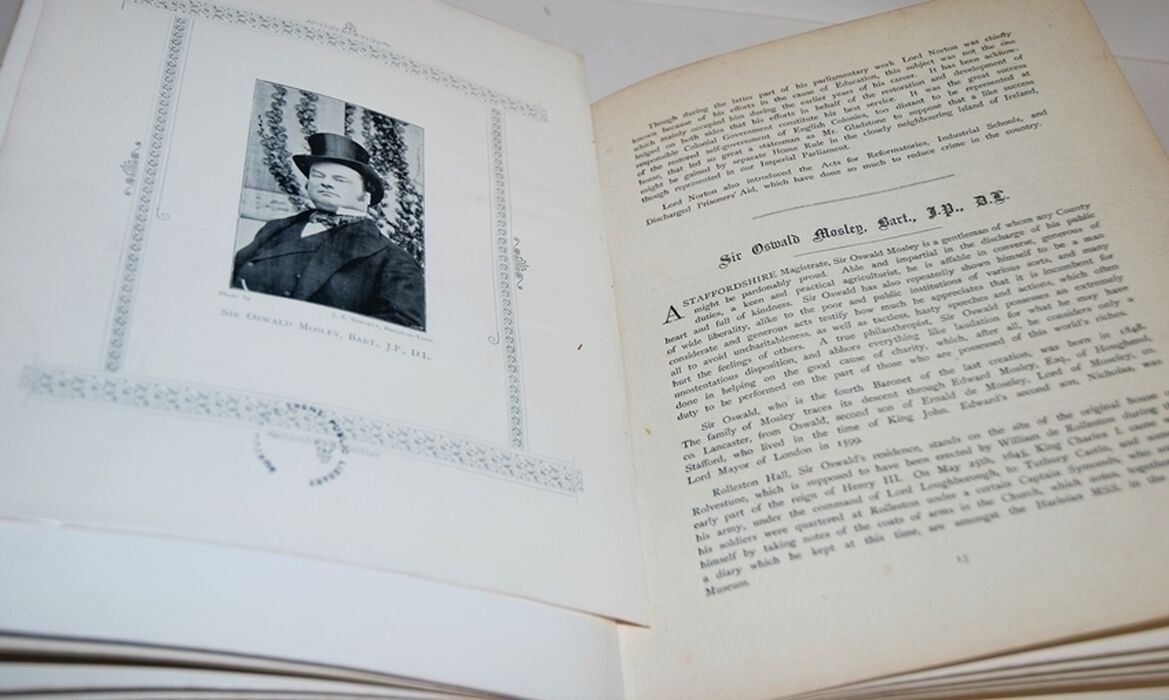 Photo by
SIR OSWALD MOSLEY, BART., J.P., D.L.
PUBLIC LIBRARY
Though during the latter part of his parliamentary work Lord Norton was chiefly
known because of his efforts in the cause of Education, this subject was not the one
which mainly occupied him during the earlier years of his career. It has been acknow-
ledged on both sides that his efforts in behalf of the restoration and development of
responsible Colonial Government constitute his best service. It was the great success
of the restored self-government of English Colonies, too distant to be represented at
home, that led so great a statesman as Mr. Gladstone to suppose that a like success
might be gained by separate Home Rule in the closely neighbouring island of Ireland,
though represented in our Imperial Parliament.
Lord Norton also introduced the Acts for Reformatories, Industrial Schools, and
Discharged Prisoners' Aid, which have done so much to reduce crime in the country.
Sir Oswald Mosley, Bart., J.P., D.L.
A STAFFORDSHIRE Magistrate, Sir Oswald Mosley is a gentleman of whom any County
might be pardonably proud. Able and impartial in the discharge of his public
duties, a keen and practical agriculturist, he is affable in converse, generous of
heart and full of kindness. Sir Oswald has also repeatedly shown himself to be a man
of wide liberality, alike to the poor and public institutions of various sorts, and many
considerate and generous acts testify how much he appreciates that it is incumbent for
all to avoid uncharitableness, as well as tactless, hasty speeches and actions, which often
hurt the feelings of others. A true philanthropist, Sir Oswald possesses an extremely
unostentatious disposition, and abhors everything like laudation for what he may have
done in helping on the good cause of charity, which, after all, he considers only a
duty to be performed on the part of those who are possessed of this world's riches.
Sir Oswald, who is the fourth Baronet of the last creation, was born in 1848.
The family of Mosley traces its descent through Edward Mosley, Esq., of Houghend,
co. Lancaster, from Oswald, second son of Ernald de Moseley, Lord of Moseley, co.
Stafford, who lived in the time of King John. Edward's second son, Nicholas, was
Lord Mayor of London in 1599.
Rolleston Hall, Sir Oswald's residence, stands on the site of the original house
Rolvestune, which is supposed to have been erected by William de Rolleston during
early part of the reign of Henry III. On May 25th, 1645, King Charles I. came
his army, under the command of Lord Loughborough, to Tutbury Castle, and some
his soldiers were quartered at Rolleston under a certain Captain Symonds, who
himself by taking notes of the coats of arms in the Church, which notes, together
a diary which he kept at this time, are amongst the Harleian MSS. in the
Museum.
13